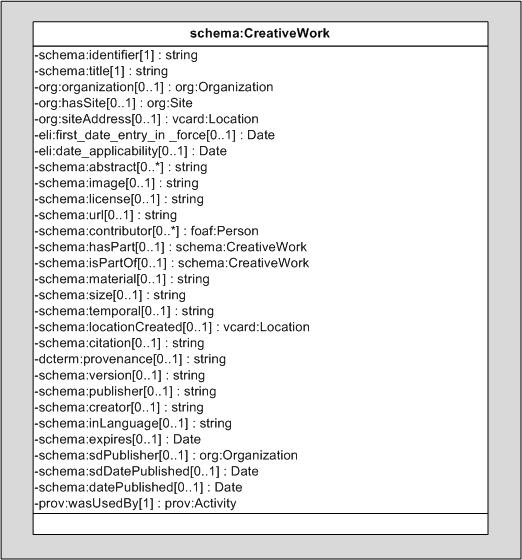 schema:CreativeWork
-schema:identifier[1] : string
-schema:title[1] : string
-org:organization[0..1] : org:Organization
-org:hasSite[0..1] : org:Site
-org:siteAddress[0..1] : vcard:Location
-eli:first_date_entry_in _force[0..1] : Date
-eli:date_applicability[0..1] : Date
-schema:abstract[0..*] : string
-schema:image[0..1] : string
-schema:license[0..1] : string
-schema:url[0..1] : string
-schema:contributor[0..*] : foaf:Person
-schema:hasPart[0..1] : schema:CreativeWork
-schema:isPartOf[0..1] : schema:CreativeWork
-schema:material[0..1] : string
-schema:size[0..1] : string
-schema:temporal[0..1] : string
-schema:locationCreated[0..1] : vcard:Location
-schema:citation[0..1] : string
-dcterm:provenance[0..1] : string
-schema:version[0..1] : string
-schema:publisher[0..1] : string
-schema:creator[0..1] : string
-schema:inLanguage[0..1] : string
-schema:expires[0..1] : Date
-schema:sdPublisher[0..1] : org:Organization
-schema:sdDatePublished[0..1] : Date
-schema:datePublished[0..1] : Date
-prov:wasUsedBy[1] : prov:Activity